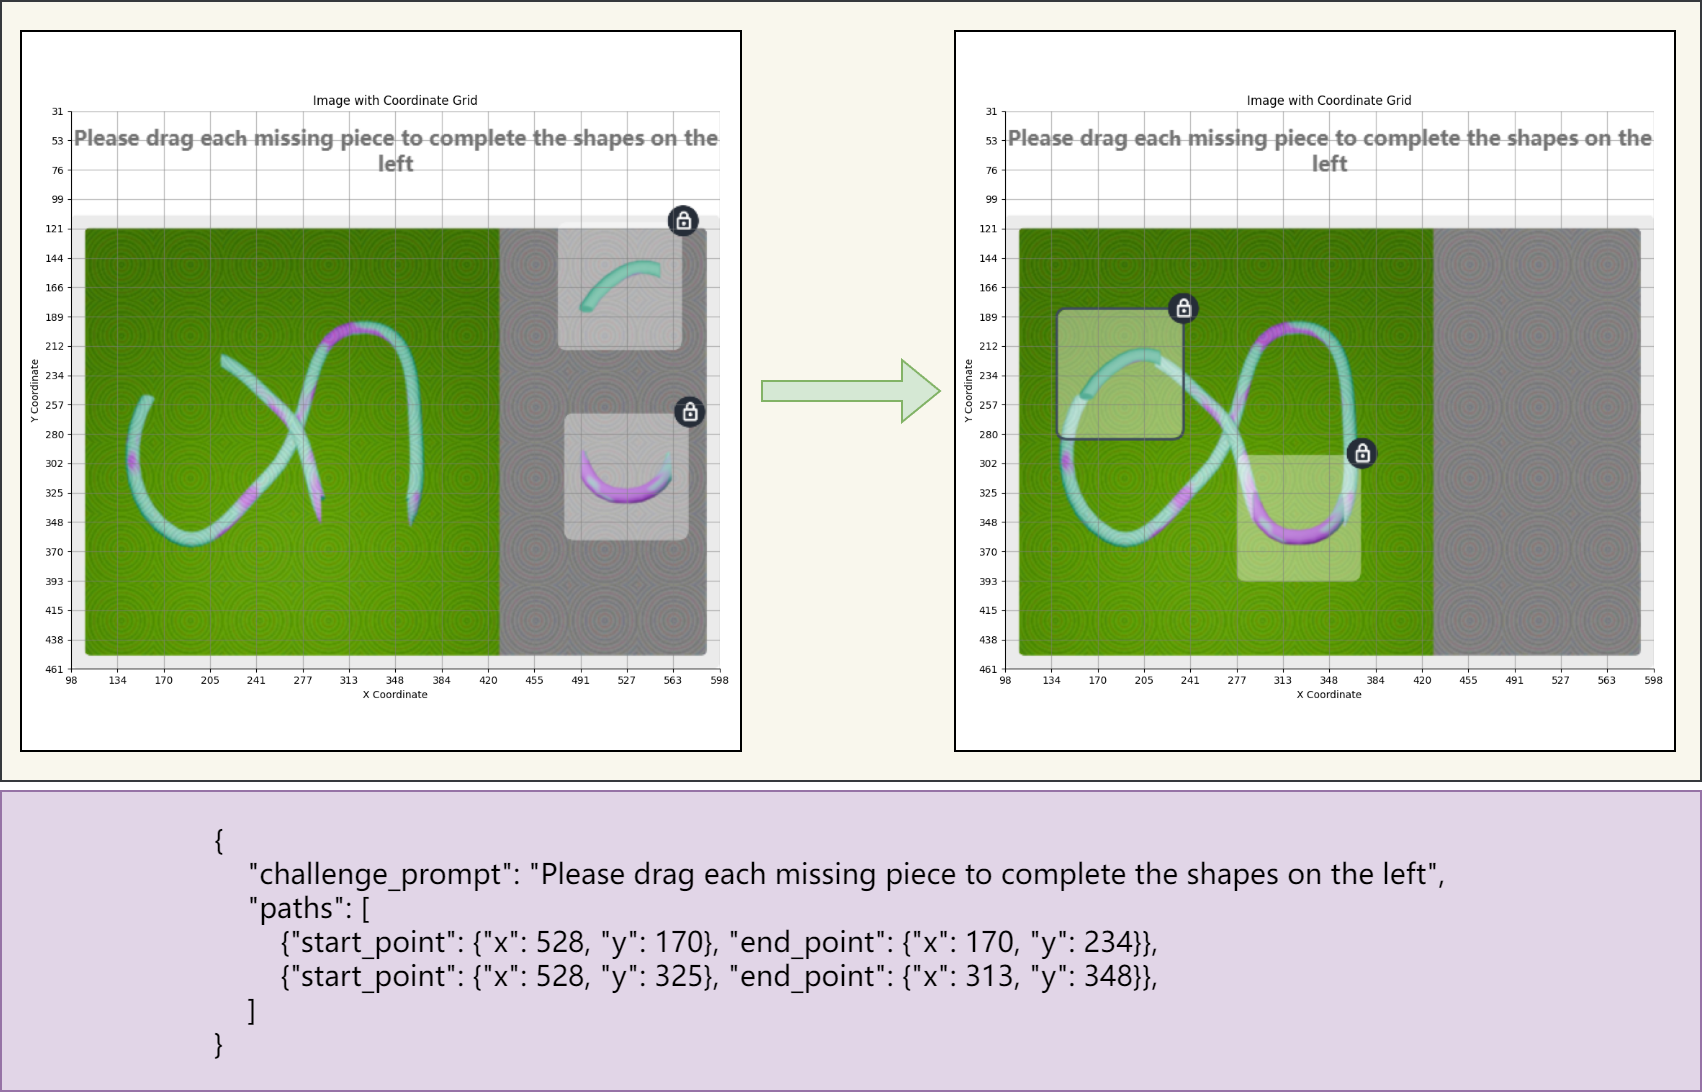 Image with Coordinate Grid
Please drag each missing piece to complete the shapes on the
left
31
53
76
99
121
144
166
189
212
234
257
280
302
325
348
370
393
415
438
461
Y Coordinate
98 134 170 205 241 277 313 348 384 420 455 491 527 563 598
X Coordinate
Image with Coordinate Grid
Please drag each missing piece to complete the shapes on the
left
31
53
76
99
121
144
166
189
212
234
257
280
302
325
348
370
393
415
438
461
Y Coordinate
98 134 170 205 241 277 313 348 384 420 455 491 527 563 598
X Coordinate
{
"challenge_prompt": "Please drag each missing piece to complete the shapes on the left",
"paths": [
{"start_point": {"x": 528, "y": 170}, "end_point": {"x": 170, "y": 234}},
{"start_point": {"x": 528, "y": 325}, "end_point": {"x": 313, "y": 348}},
]
}